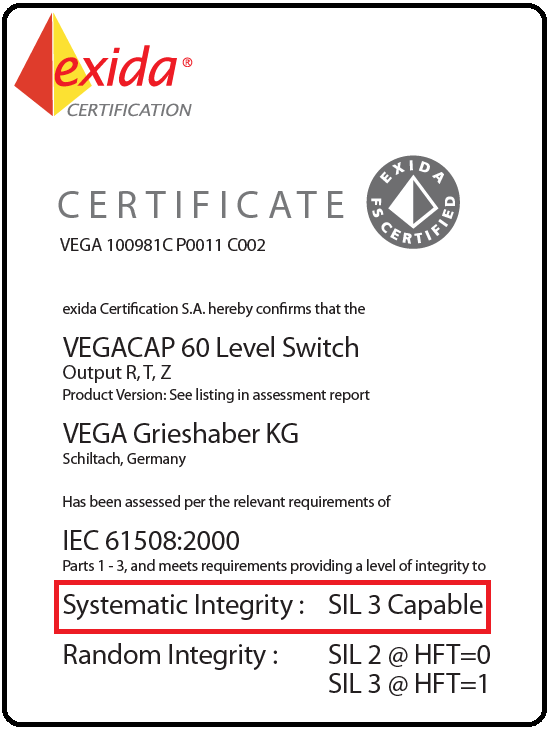 exida®
CERTIFICATION
CERTIFICATE
EXIDA
FS CERTIFIED
VEGA 100981C P0011 C002
exida Certification S.A. hereby confirms that the
VEGACAP 60 Level Switch
Output R, T, Z
Product Version: See listing in assessment report
VEGA Grieshaber KG
Schiltach, Germany
Has been assessed per the relevant requirements of
IEC 61508:2000
Parts 1 - 3, and meets requirements providing a level of integrity to
Systematic Integrity : SIL 3 Capable
Random Integrity : SIL 2 @ HFT=0
SIL 3 @ HFT=1